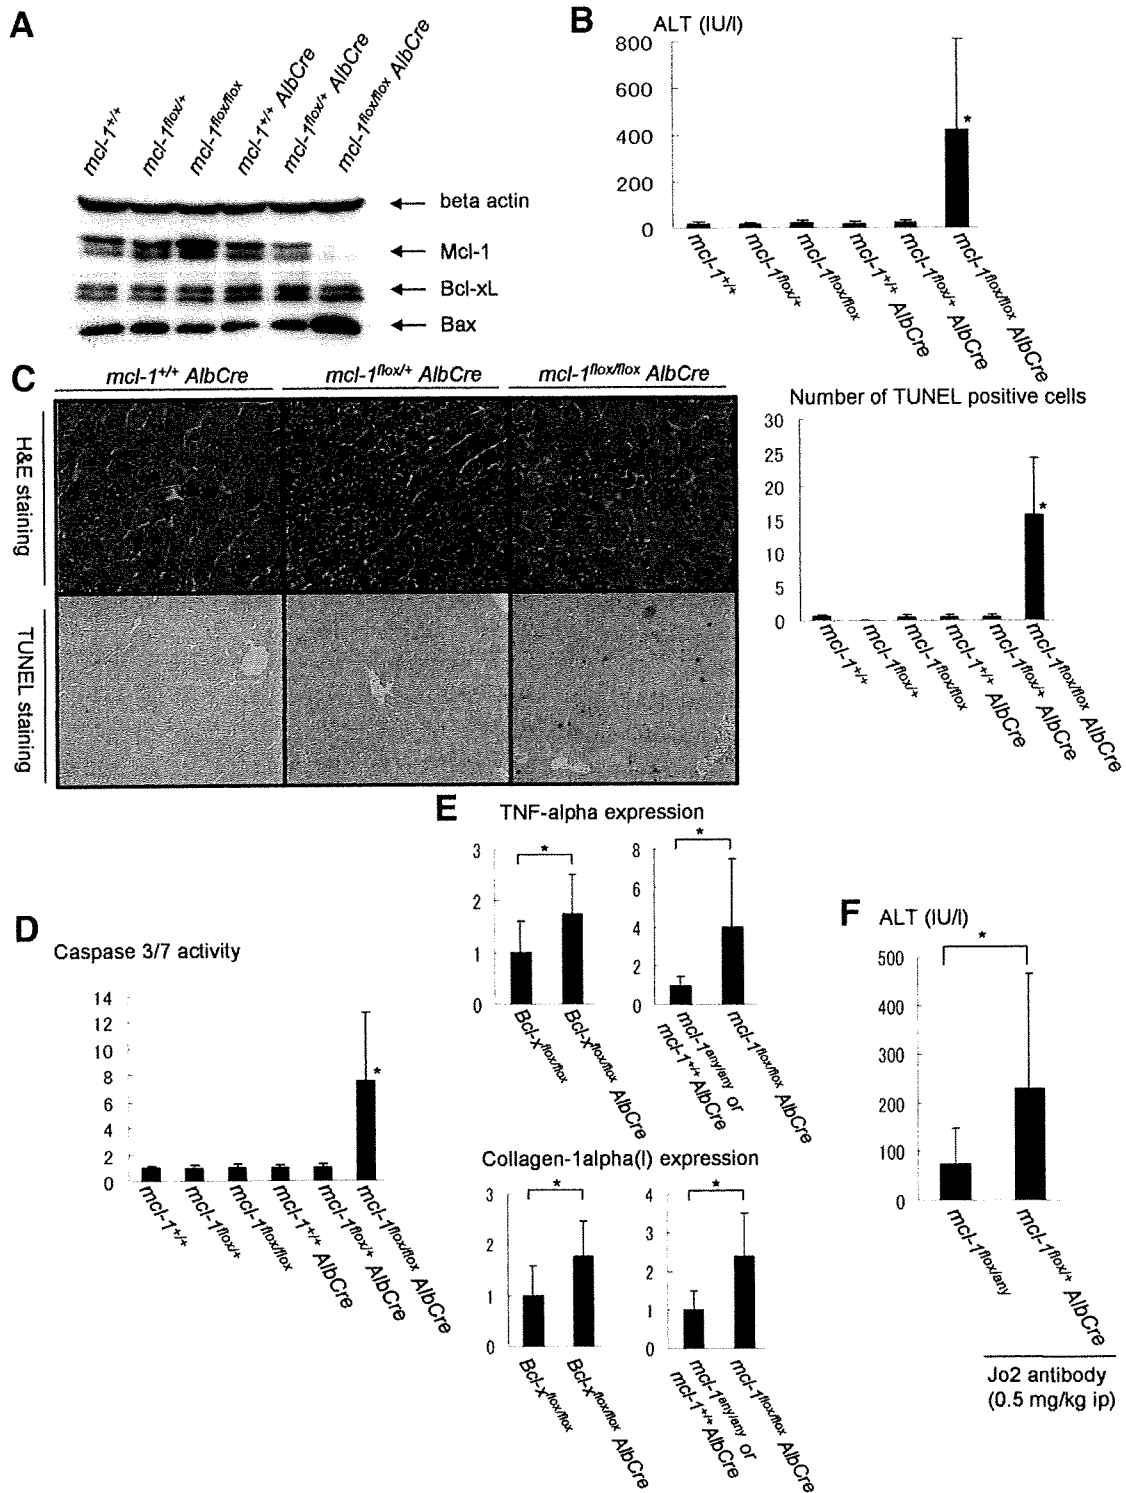 A
mcl-1+/+
mcl-1flox/+
mcl-1flox/flox
mcl-1+/+ AlbCre
mcl-1flox/+ AlbCre
mcl-1flox/flox AlbCre
beta actin
Mcl-1
Bcl-xL
Bax
B
ALT (IU/l)
800
600
400
200
0
*
mcl-1+/+
mcl-1flox/+
mcl-1flox/flox
mcl-1+/+ AlbCre
mcl-1flox/+ AlbCre
mcl-1flox/flox AlbCre
C
mcl-1+/+ AlbCre
mcl-1flox/+ AlbCre
mcl-1flox/flox AlbCre
H&E staining
TUNEL staining
Number of TUNEL positive cells
30
25
20
15
10
5
0
*
mcl-1+/+
mcl-1flox/+
mcl-1flox/flox
mcl-1+/+ AlbCre
mcl-1flox/+ AlbCre
mcl-1flox/flox AlbCre
D
Caspase 3/7 activity
14
12
10
8
6
4
2
0
*
mcl-1+/+
mcl-1flox/+
mcl-1flox/flox
mcl-1+/+ AlbCre
mcl-1flox/+ AlbCre
mcl-1flox/flox AlbCre
E
TNF-alpha expression
3
2
1
0
*
Bcl-xflox/flox
Bcl-xflox/flox AlbCre
8
6
4
2
0
*
mcl-1any/any or
mcl-1+/+ AlbCre
mcl-1flox/flox AlbCre
Collagen-1alpha(I) expression
3
2
1
0
*
Bcl-xflox/flox
Bcl-xflox/flox AlbCre
4
3
2
1
0
*
mcl-1any/any or
mcl-1+/+ AlbCre
mcl-1flox/flox AlbCre
F
ALT (IU/l)
500
400
300
200
100
0
*
mcl-1flox/any
mcl-1flox/+ AlbCre
Jo2 antibody
(0.5 mg/kg ip)